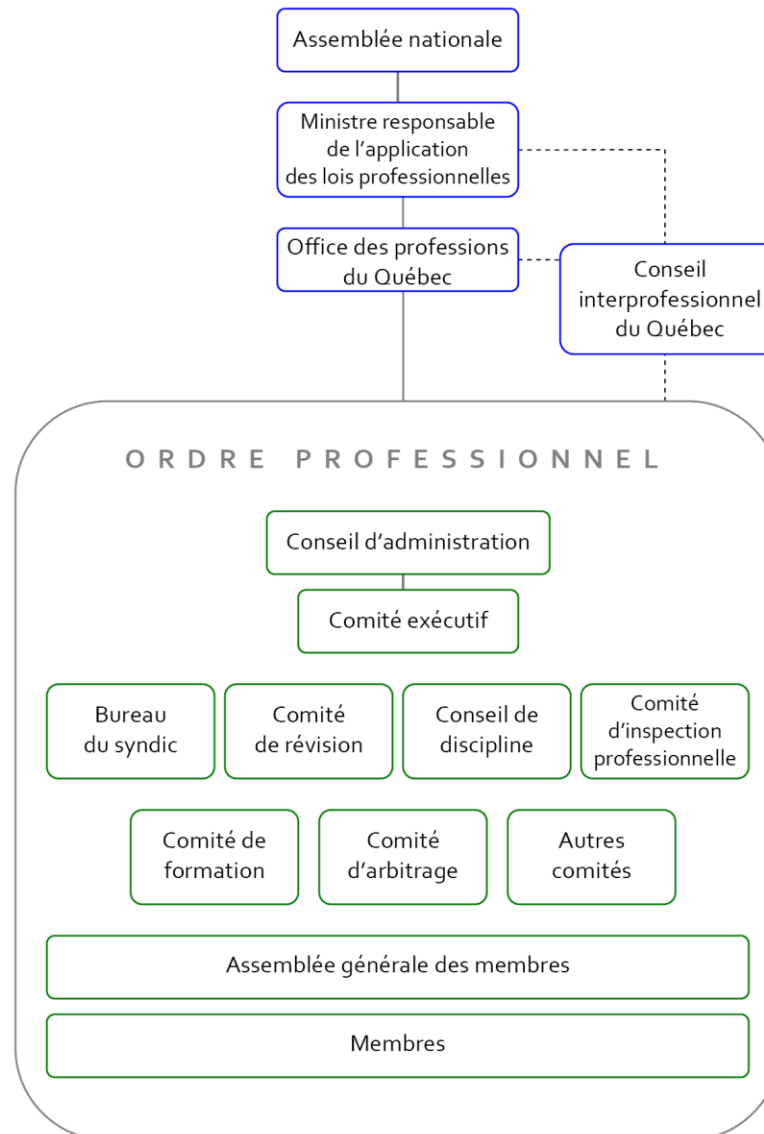 Assemblée nationale
Ministre responsable
de l'application
des lois professionnelles
Office des professions
du Québec
Conseil
interprofessionnel
du Québec
ORDRE PROFESSIONNEL
Conseil d'administration
Comité exécutif
Bureau
du syndic
Comité
de révision
Conseil de
discipline
Comité
d'inspection
professionnelle
Comité de
formation
Comité
d'arbitrage
Autres
comités
Assemblée générale des membres
Membres